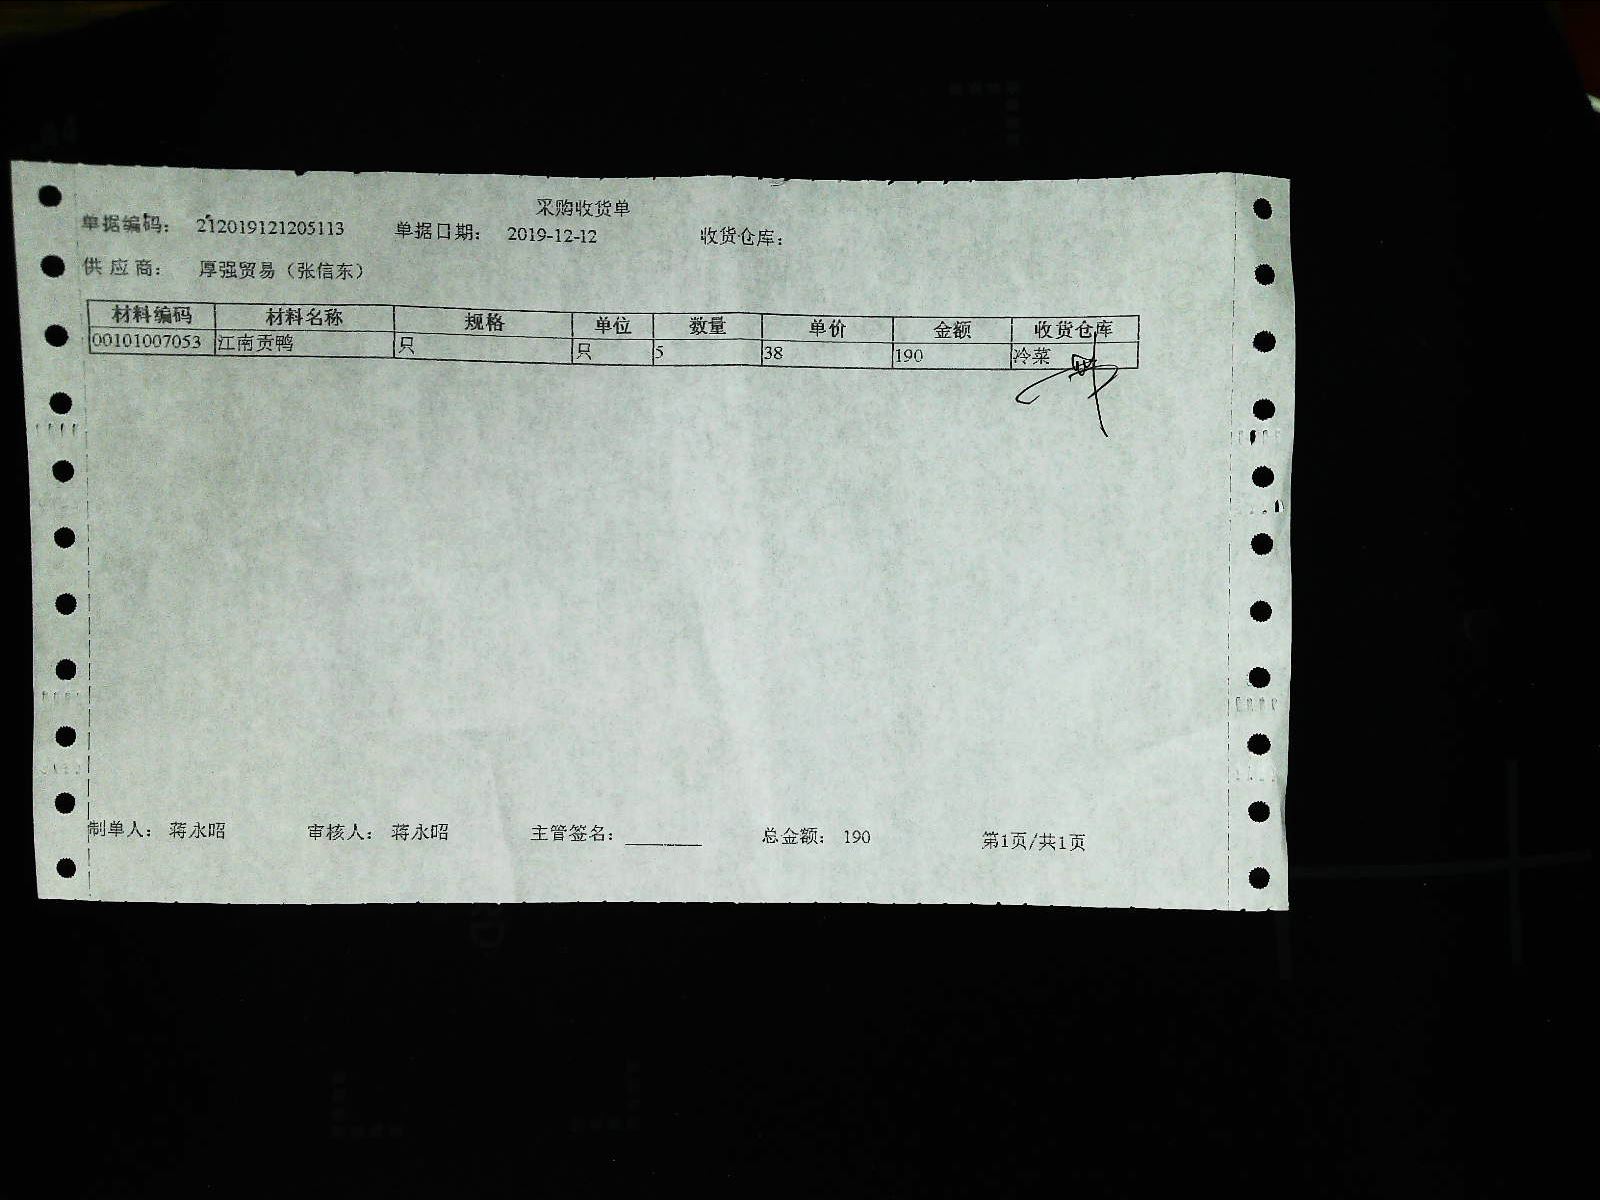 采购收货单
单据编码： 212019121205113 单据日期： 2019-12-12 收货仓库：
供应商： 厚强贸易（张信东）
材料编码 材料名称 规格 单位 数量 单价 金额 收货仓库
00101007053 江南贡鸭 只 只 5 38 190 冷菜
制单人： 蒋永昭 审核人： 蒋永昭 主管签名：_______ 总金额： 190 第1页/共1页